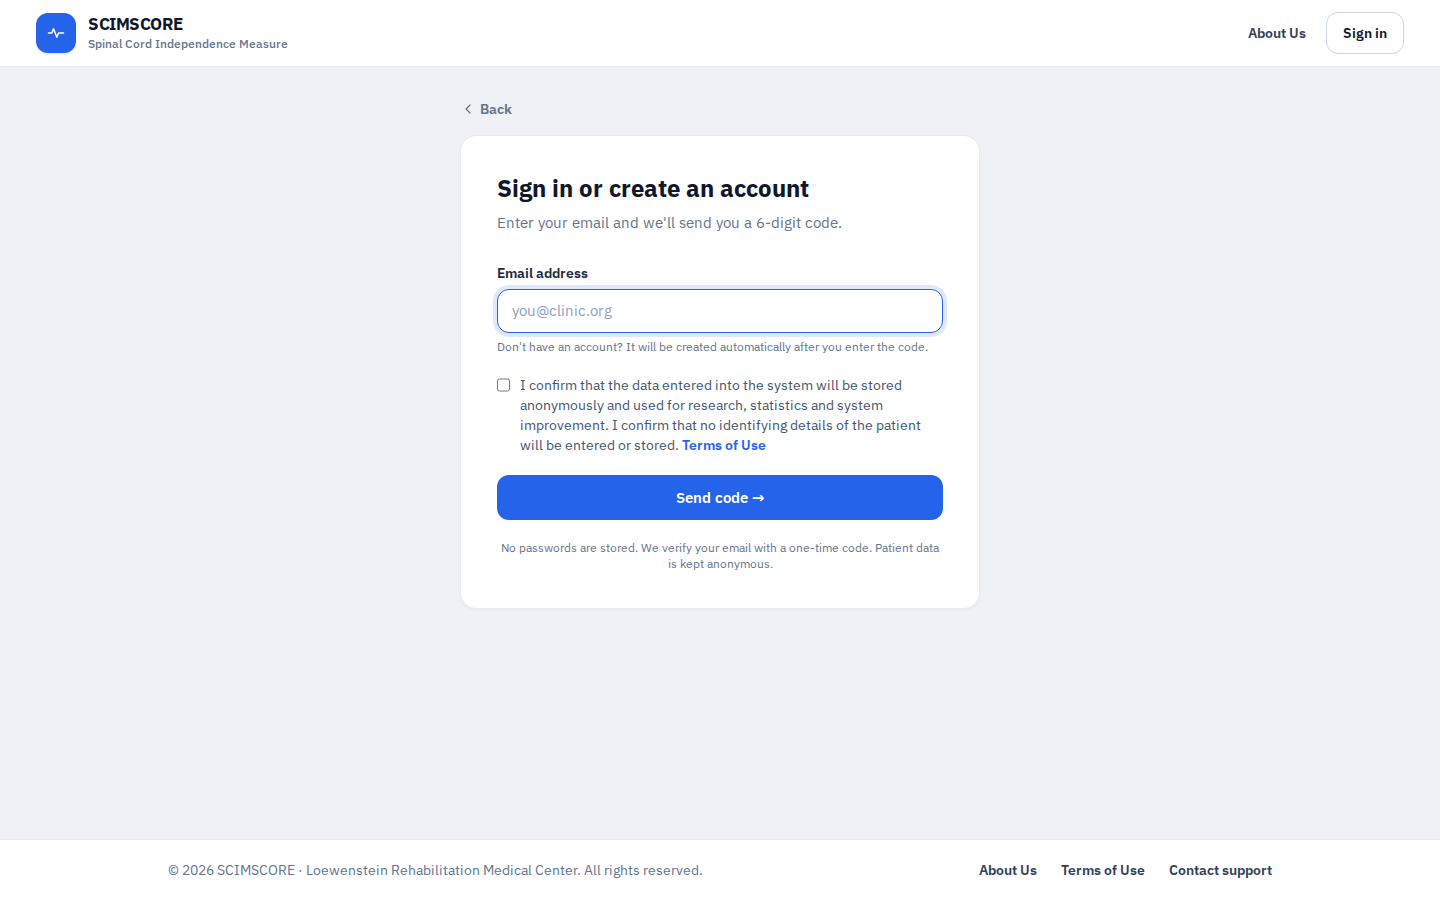 SCIMSCORE
Spinal Cord Independence Measure
About Us
Sign in
Back
Sign in or create an account
Enter your email and we'll send you a 6-digit code.
Email address
you@clinic.org
Don't have an account? It will be created automatically after you enter the code.
I confirm that the data entered into the system will be stored
anonymously and used for research, statistics and system
improvement. I confirm that no identifying details of the patient
will be entered or stored. Terms of Use
Send code →
No passwords are stored. We verify your email with a one-time code. Patient data
is kept anonymous.
© 2026 SCIMSCORE · Loewenstein Rehabilitation Medical Center. All rights reserved.
About Us
Terms of Use
Contact support